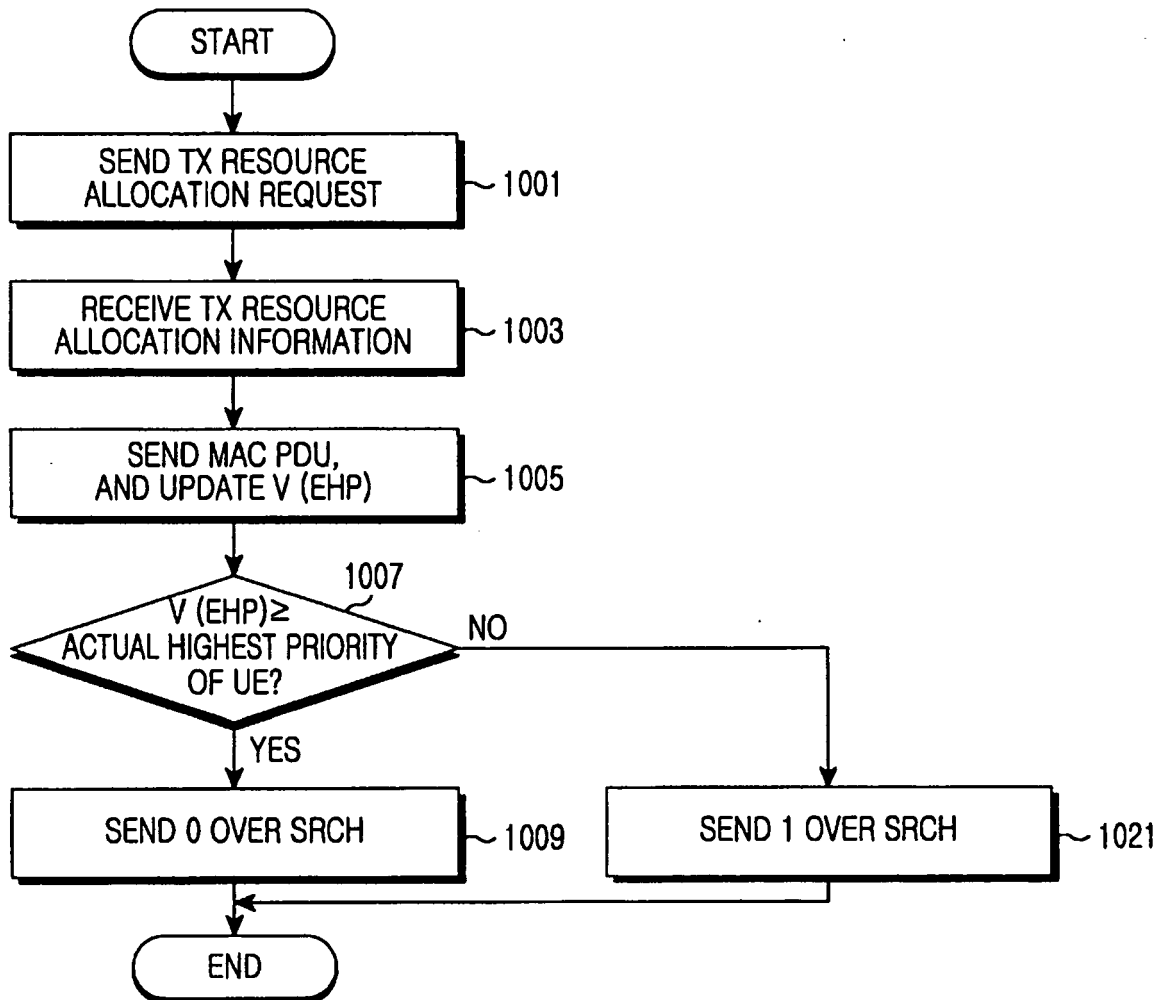 START
SEND TX RESOURCE
ALLOCATION REQUEST
1001
RECEIVE TX RESOURCE
ALLOCATION INFORMATION
1003
SEND MAC PDU,
AND UPDATE V (EHP)
1005
1007
V (EHP)≥
ACTUAL HIGHEST PRIORITY
OF UE?
NO
YES
SEND 0 OVER SRCH
1009
SEND 1 OVER SRCH
1021
END